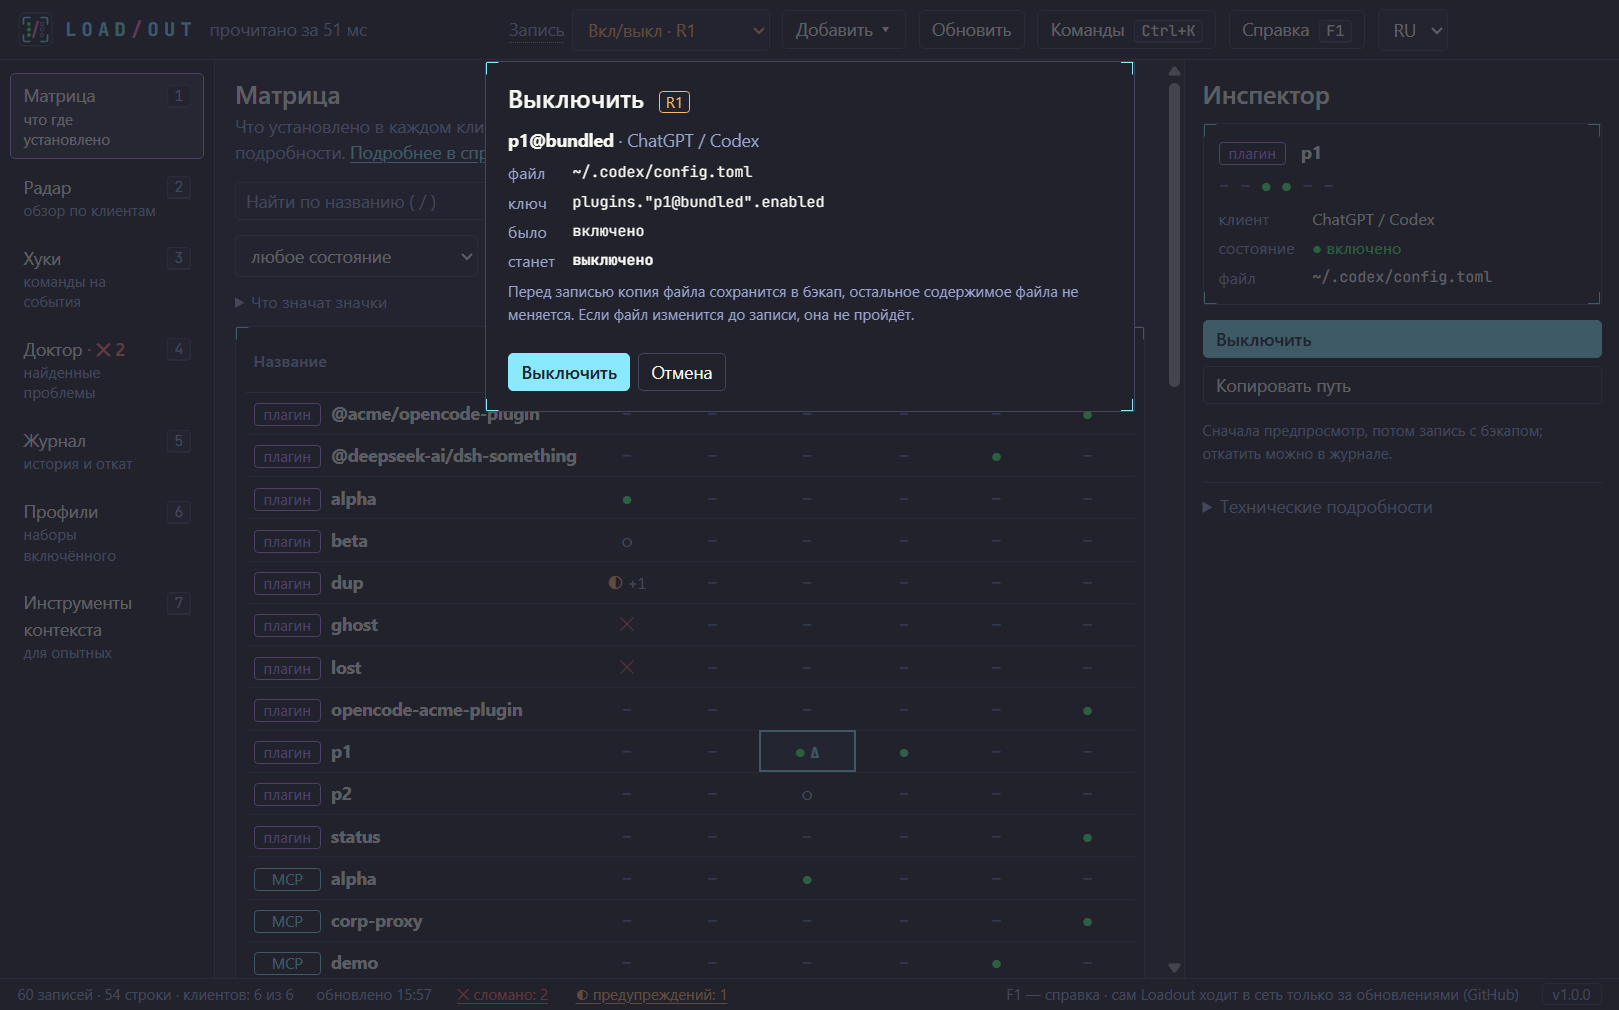 LOAD/OUT прочитано за 51 мс Запись Вкл/выкл · R1 Добавить ▾ Обновить Команды Ctrl+K Справка F1 RU
Матрица 1
что где
установлено
Радар 2
обзор по клиентам
Хуки 3
команды на
события
Доктор · ✕ 2 4
найденные
проблемы
Журнал 5
история и откат
Профили 6
наборы
включённого
Инструменты 7
контекста
для опытных
Матрица
Что установлено в каждом кли
подробности. Подробнее в спр
Найти по названию ( / )
любое состояние
Что значат значки
Название
плагин @acme/opencode-plugin – – – – – ●
плагин @deepseek-ai/dsh-something – – – – ● –
плагин alpha ● – – – – –
плагин beta ○ – – – – –
плагин dup ◐ +1 – – – – –
плагин ghost ✕ – – – – –
плагин lost ✕ – – – – –
плагин opencode-acme-plugin – – – – – ●
плагин p1 – – ● Δ ● – –
плагин p2 – – ○ – – –
плагин status – – – – – ●
MCP alpha – – ● – – –
MCP corp-proxy – – – – – ●
MCP demo – – – – ● –
Выключить R1
p1@bundled · ChatGPT / Codex
файл ~/.codex/config.toml
ключ plugins."p1@bundled".enabled
было включено
станет выключено
Перед записью копия файла сохранится в бэкап, остальное содержимое файла не
меняется. Если файл изменится до записи, она не пройдёт.
Выключить Отмена
Инспектор
плагин p1
– – ● ● – –
клиент ChatGPT / Codex
состояние ● включено
файл ~/.codex/config.toml
Выключить
Копировать путь
Сначала предпросмотр, потом запись с бэкапом;
откатить можно в журнале.
Технические подробности
60 записей · 54 строки · клиентов: 6 из 6 обновлено 15:57 ✕ сломано: 2 ◐ предупреждений: 1 F1 — справка · сам Loadout ходит в сеть только за обновлениями (GitHub) v1.0.0